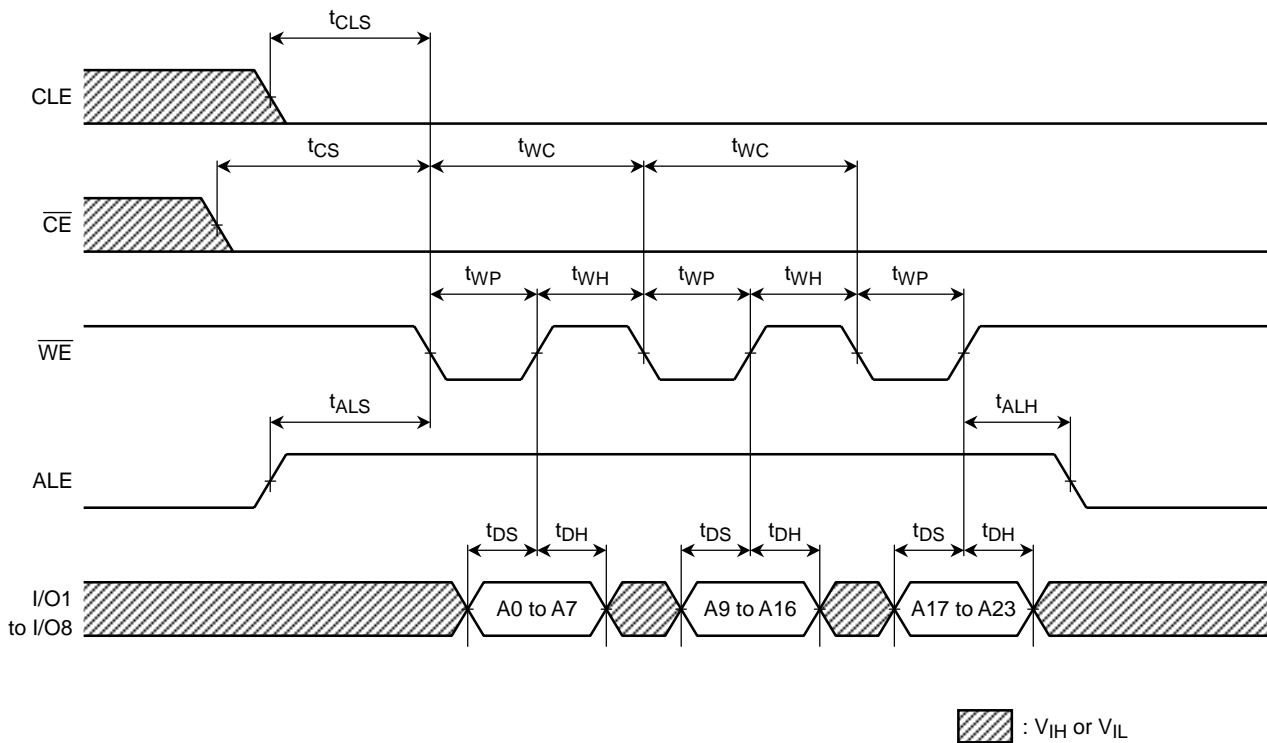 tCLS
CLE
tCS
tWC
tWC
CE
tWP
tWH
tWP
tWH
tWP
WE
tALS
tALH
ALE
tDS
tDH
tDS
tDH
tDS
tDH
I/O1
to I/O8
A0 to A7
A9 to A16
A17 to A23
: VIH or VIL